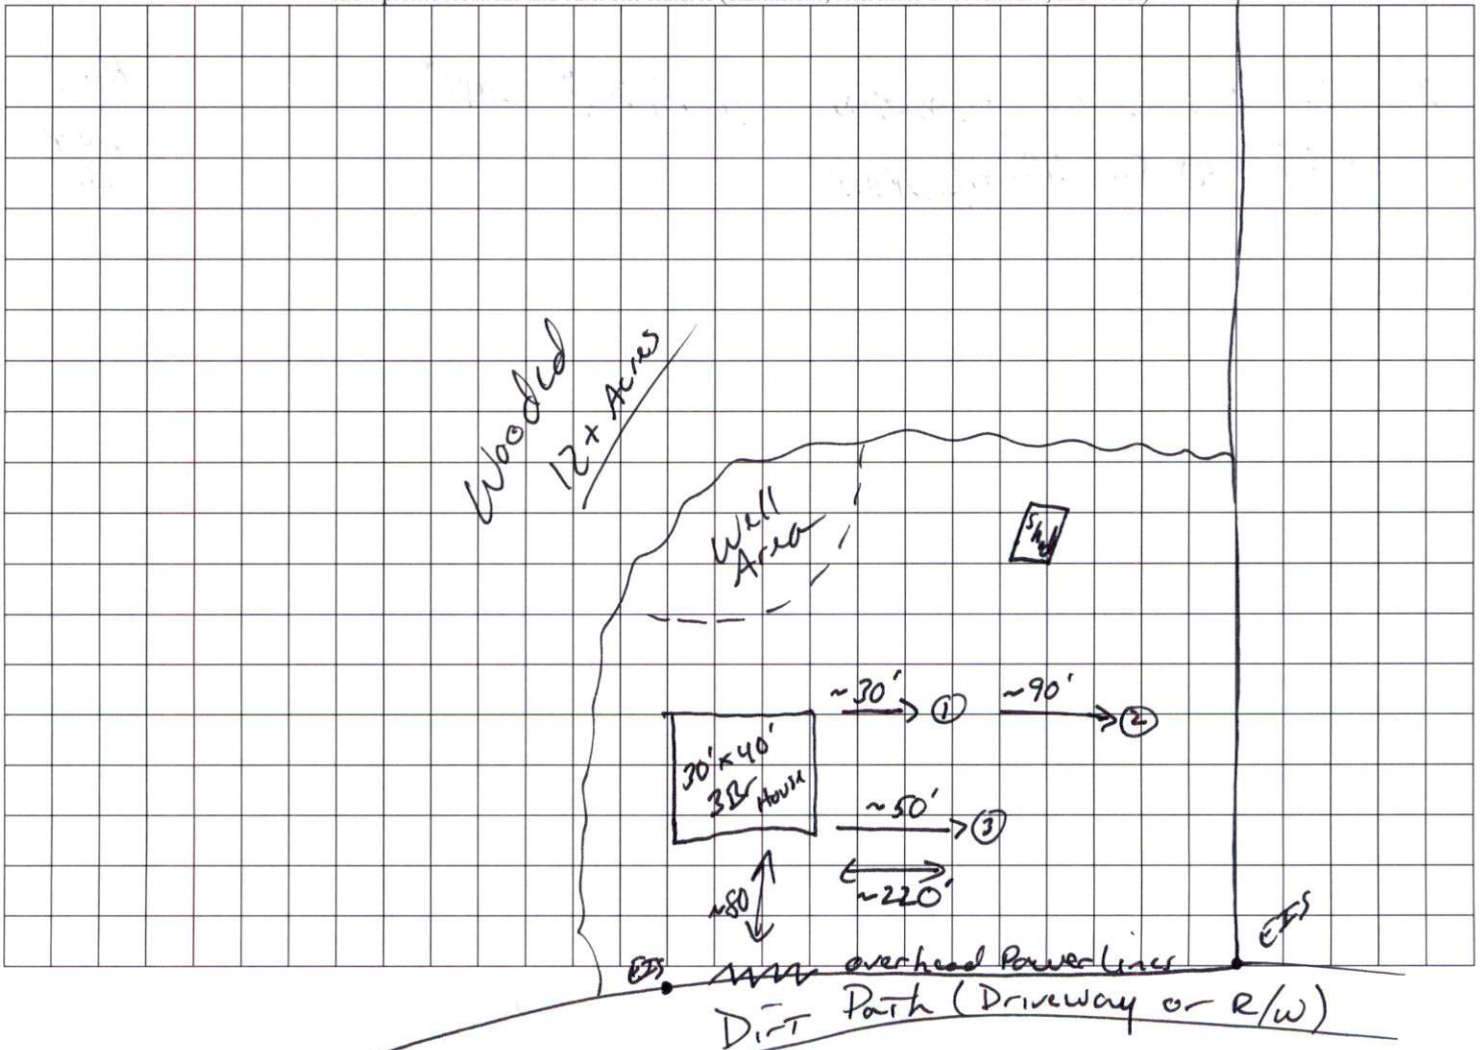 Wooded
12+ Acres
Well
Area
Shed
~30' ①
~90' ②
30' x 40'
3Br House
~50' ③
~220'
~80
EIS
EIS
overhead Power lines
Dirt Path (Driveway or R/W)